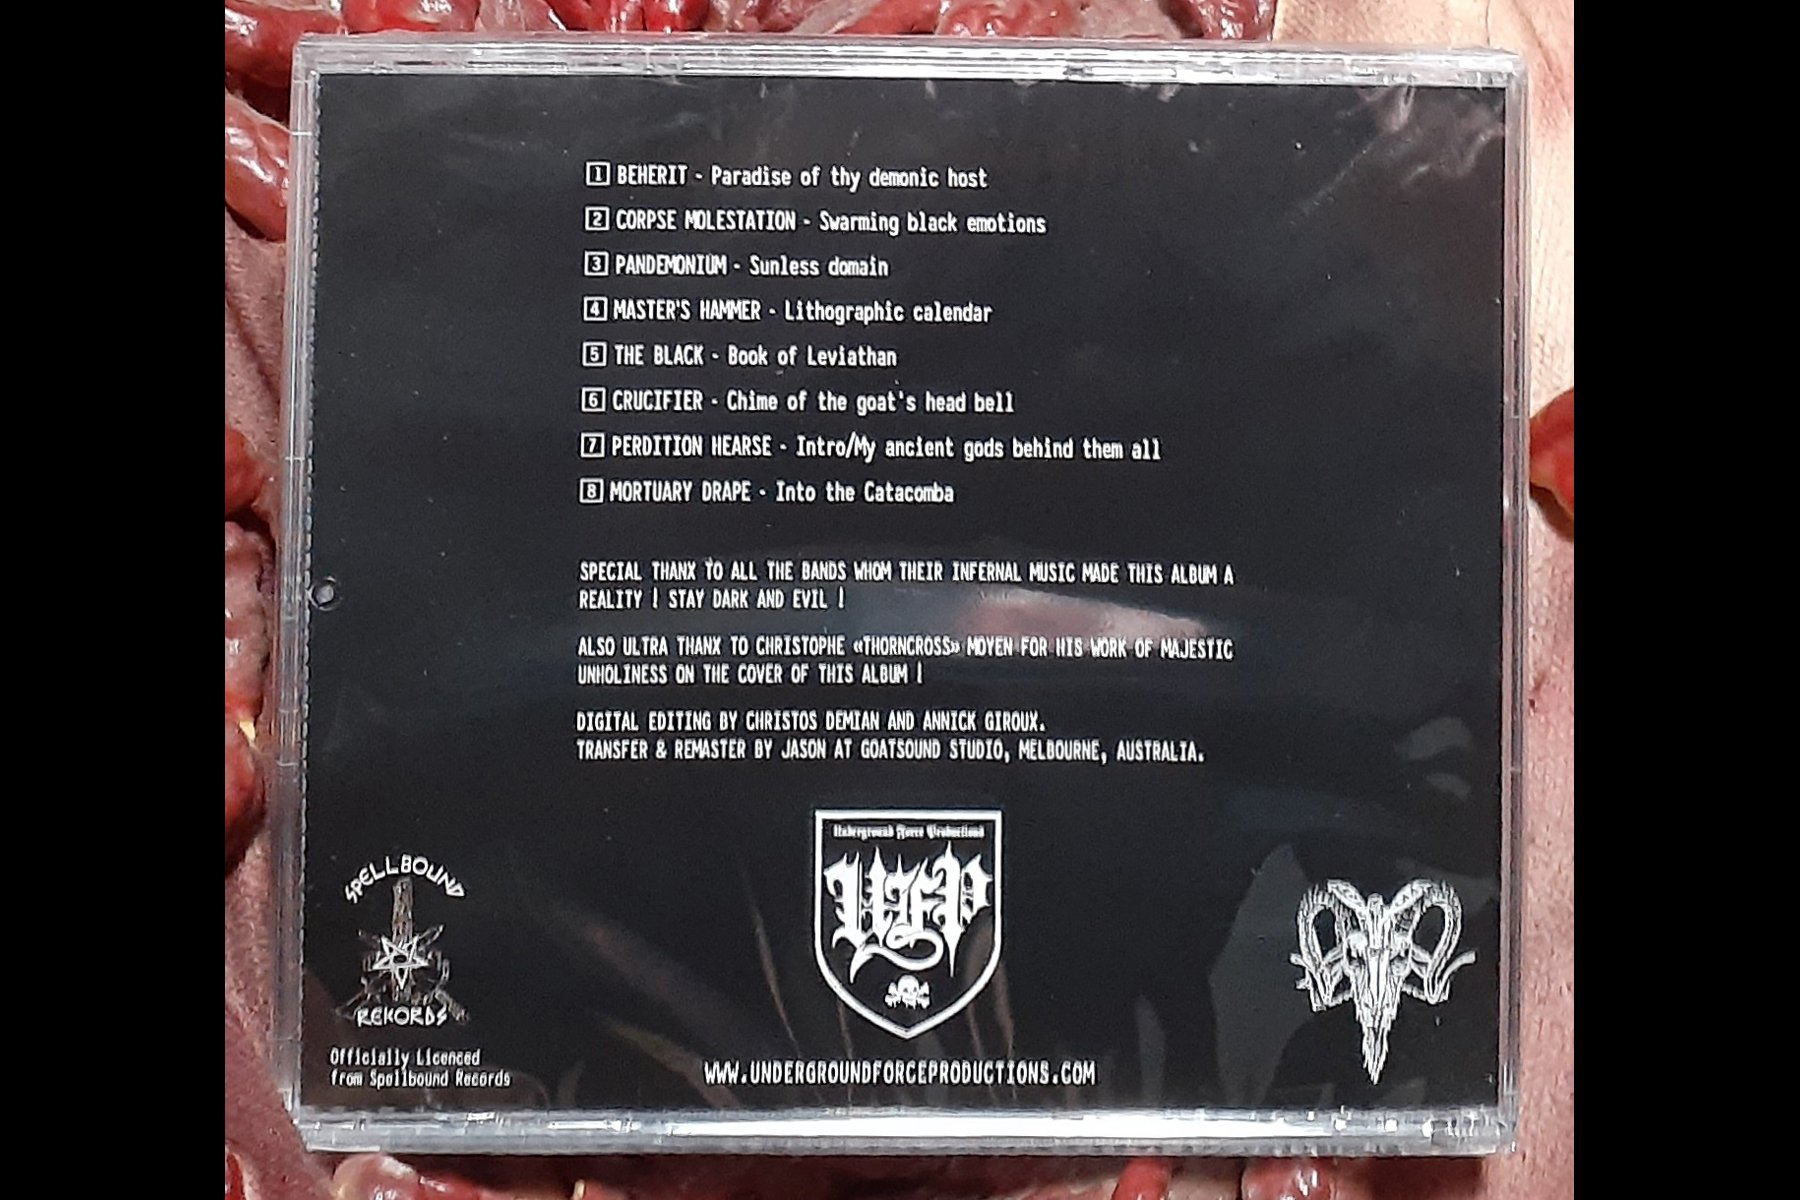 1 BEHERIT - Paradise of thy demonic host
2 CORPSE MOLESTATION - Swarming black emotions
3 PANDEMONIUM - Sunless domain
4 MASTER'S HAMMER - Lithographic calendar
5 THE BLACK - Book of Leviathan
6 CRUCIFIER - Chime of the goat's head bell
7 PERDITION HEARSE - Intro/My ancient gods behind them all
8 MORTUARY DRAPE - Into the Catacomba
SPECIAL THANX TO ALL THE BANDS WHOM THEIR INFERNAL MUSIC MADE THIS ALBUM A
REALITY ! STAY DARK AND EVIL !
ALSO ULTRA THANX TO CHRISTOPHE «THORNCROSS» MOYEN FOR HIS WORK OF MAJESTIC
UNHOLINESS ON THE COVER OF THIS ALBUM !
DIGITAL EDITING BY CHRISTOS DEMIAN AND ANNICK GIROUX.
TRANSFER & REMASTER BY JASON AT GOATSOUND STUDIO, MELBOURNE, AUSTRALIA.
SPELLBOUND
REKORDS
Officially Licenced
from Spellbound Records
Underground Force Productions
UFP
WWW.UNDERGROUNDFORCEPRODUCTIONS.COM